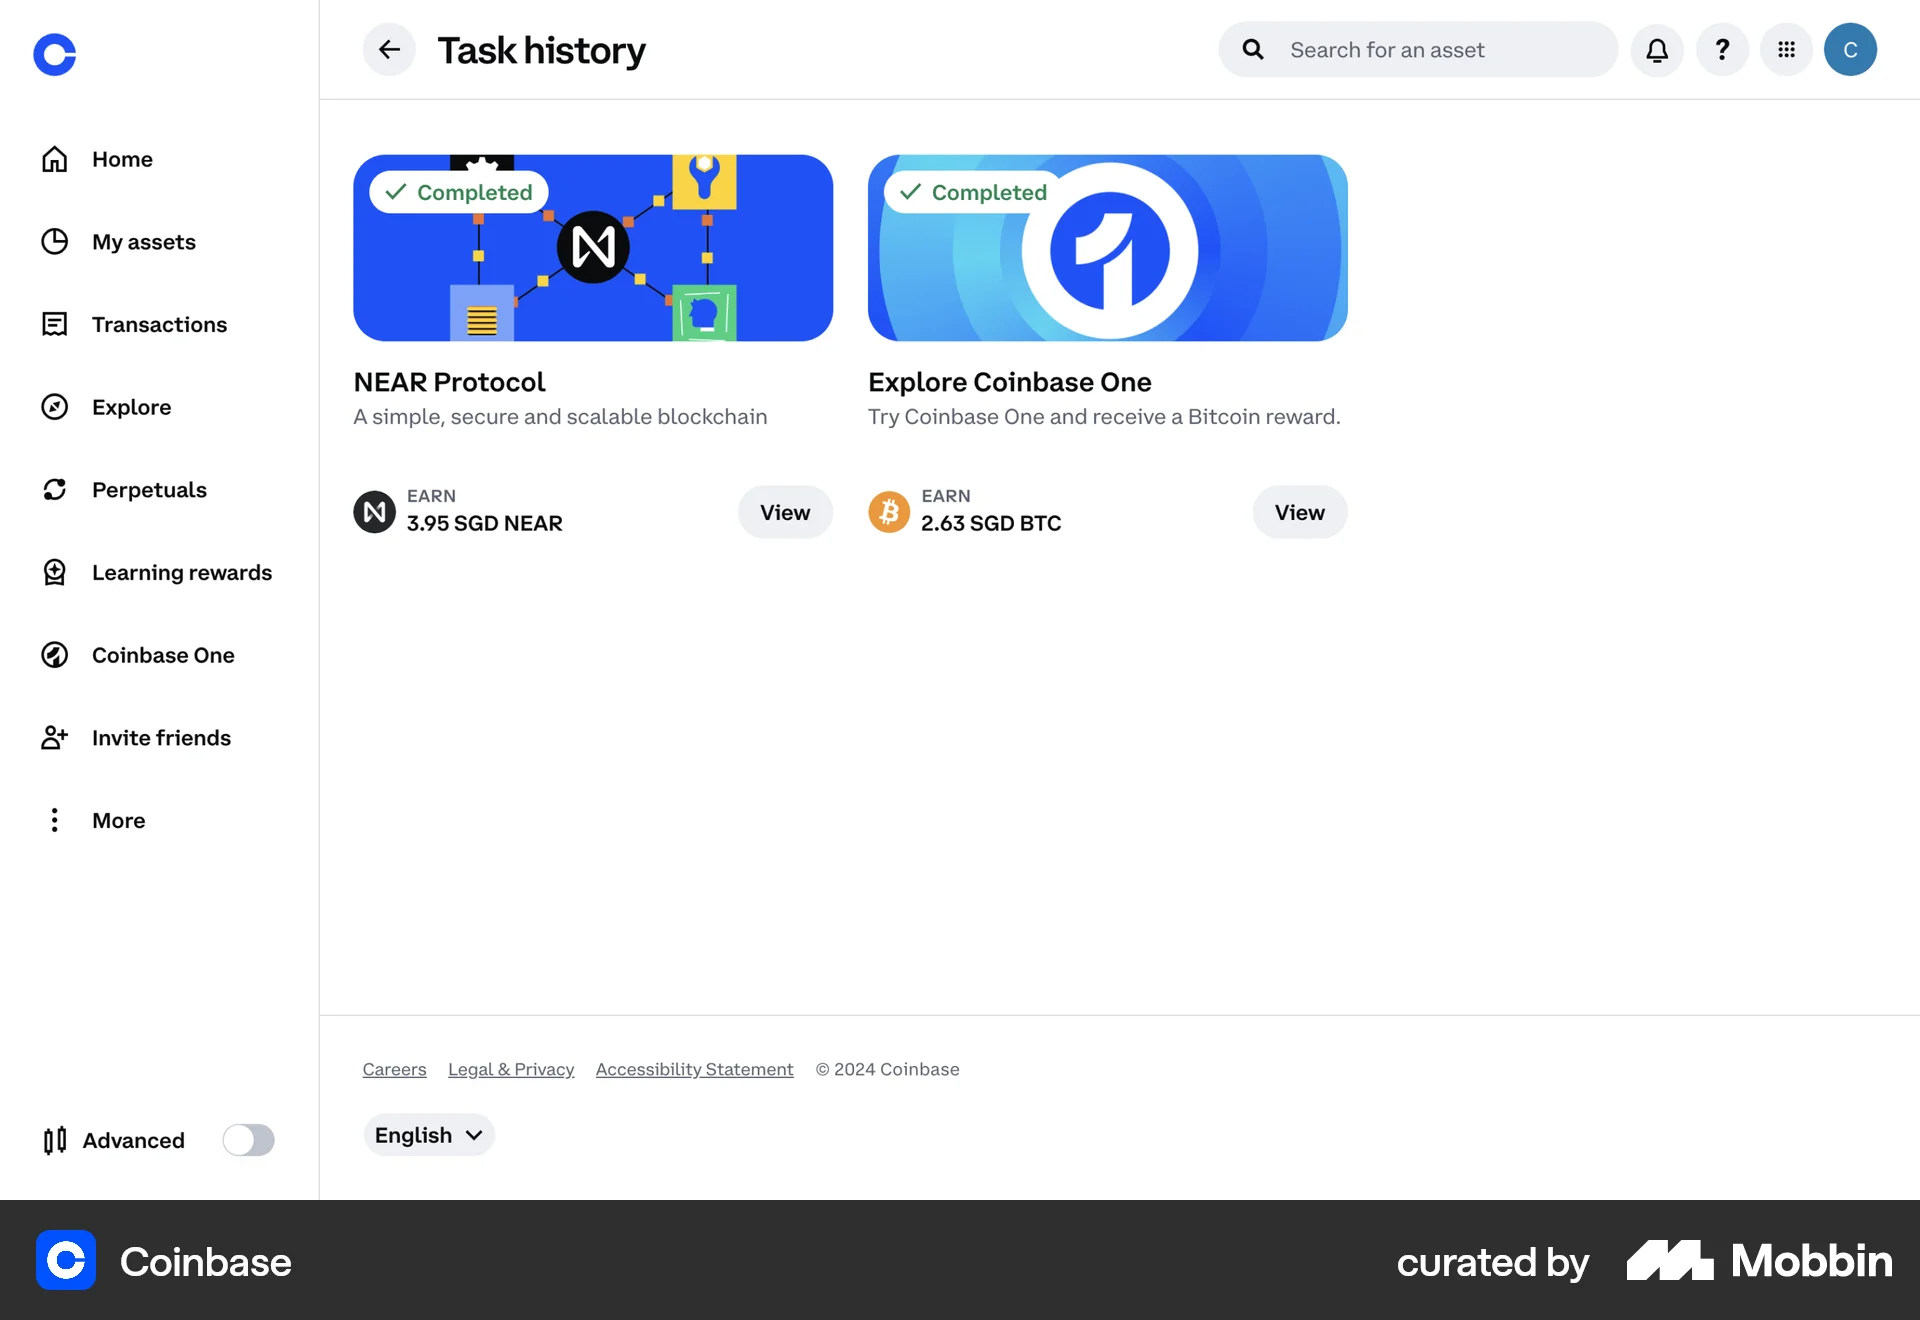 Task history
Search for an asset
?
C
Home
My assets
Transactions
Explore
Perpetuals
Learning rewards
Coinbase One
Invite friends
More
Advanced
Completed
NEAR Protocol
A simple, secure and scalable blockchain
EARN
3.95 SGD NEAR
View
Completed
Explore Coinbase One
Try Coinbase One and receive a Bitcoin reward.
EARN
2.63 SGD BTC
View
Careers Legal & Privacy Accessibility Statement © 2024 Coinbase
English
Coinbase
curated by Mobbin